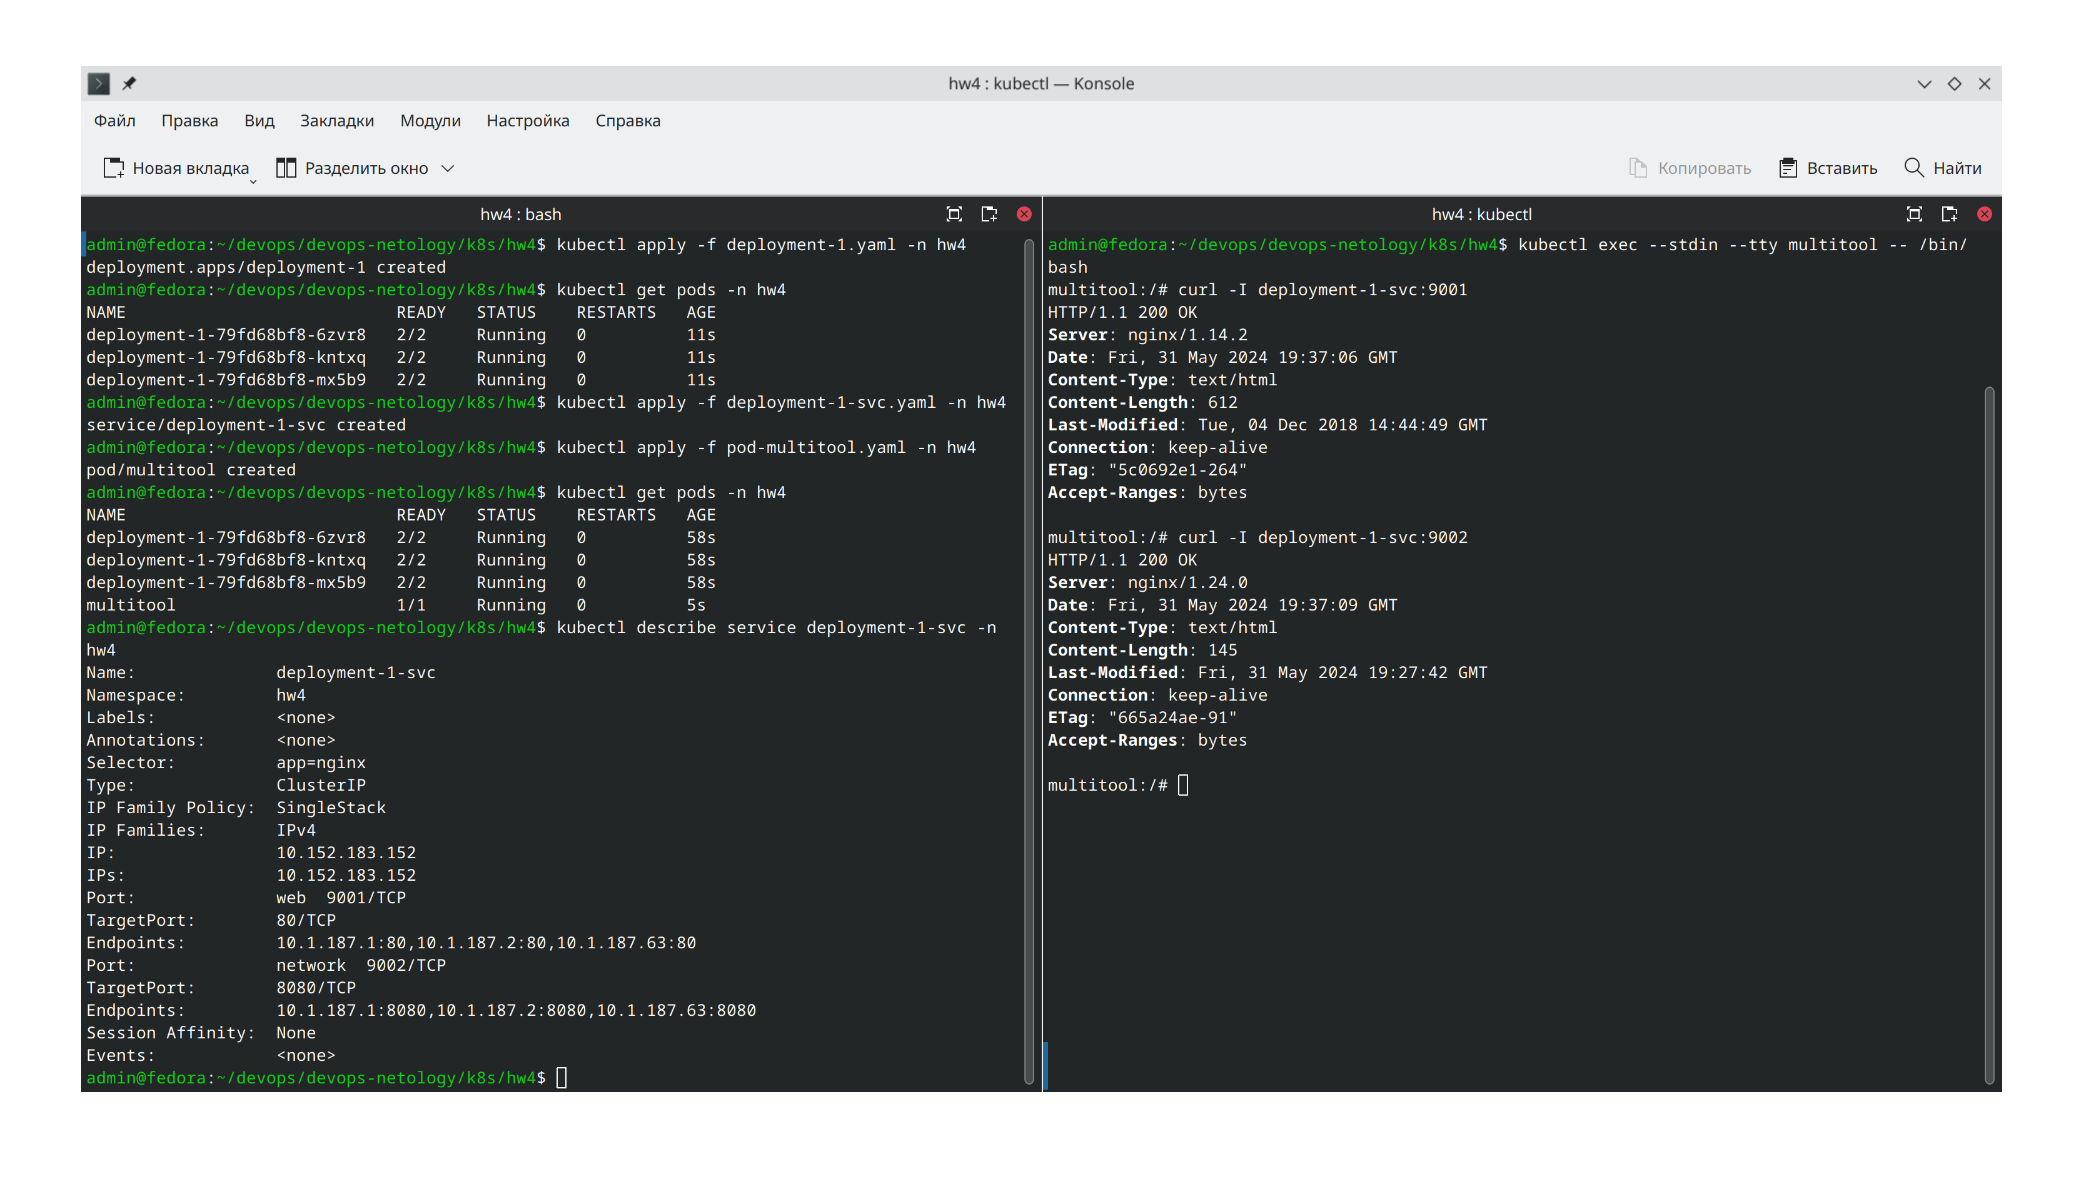 hw4 : kubectl — Konsole
Файл Правка Вид Закладки Модули Настройка Справка
Новая вкладка Разделить окно Копировать Вставить Найти
hw4 : bash
admin@fedora:~/devops/devops-netology/k8s/hw4$ kubectl apply -f deployment-1.yaml -n hw4
deployment.apps/deployment-1 created
admin@fedora:~/devops/devops-netology/k8s/hw4$ kubectl get pods -n hw4
NAME READY STATUS RESTARTS AGE
deployment-1-79fd68bf8-6zvr8 2/2 Running 0 11s
deployment-1-79fd68bf8-kntxq 2/2 Running 0 11s
deployment-1-79fd68bf8-mx5b9 2/2 Running 0 11s
admin@fedora:~/devops/devops-netology/k8s/hw4$ kubectl apply -f deployment-1-svc.yaml -n hw4
service/deployment-1-svc created
admin@fedora:~/devops/devops-netology/k8s/hw4$ kubectl apply -f pod-multitool.yaml -n hw4
pod/multitool created
admin@fedora:~/devops/devops-netology/k8s/hw4$ kubectl get pods -n hw4
NAME READY STATUS RESTARTS AGE
deployment-1-79fd68bf8-6zvr8 2/2 Running 0 58s
deployment-1-79fd68bf8-kntxq 2/2 Running 0 58s
deployment-1-79fd68bf8-mx5b9 2/2 Running 0 58s
multitool 1/1 Running 0 5s
admin@fedora:~/devops/devops-netology/k8s/hw4$ kubectl describe service deployment-1-svc -n
hw4
Name: deployment-1-svc
Namespace: hw4
Labels: <none>
Annotations: <none>
Selector: app=nginx
Type: ClusterIP
IP Family Policy: SingleStack
IP Families: IPv4
IP: 10.152.183.152
IPs: 10.152.183.152
Port: web 9001/TCP
TargetPort: 80/TCP
Endpoints: 10.1.187.1:80,10.1.187.2:80,10.1.187.63:80
Port: network 9002/TCP
TargetPort: 8080/TCP
Endpoints: 10.1.187.1:8080,10.1.187.2:8080,10.1.187.63:8080
Session Affinity: None
Events: <none>
admin@fedora:~/devops/devops-netology/k8s/hw4$
hw4 : kubectl
admin@fedora:~/devops/devops-netology/k8s/hw4$ kubectl exec --stdin --tty multitool -- /bin/
bash
multitool:/# curl -I deployment-1-svc:9001
HTTP/1.1 200 OK
Server: nginx/1.14.2
Date: Fri, 31 May 2024 19:37:06 GMT
Content-Type: text/html
Content-Length: 612
Last-Modified: Tue, 04 Dec 2018 14:44:49 GMT
Connection: keep-alive
ETag: "5c0692e1-264"
Accept-Ranges: bytes
multitool:/# curl -I deployment-1-svc:9002
HTTP/1.1 200 OK
Server: nginx/1.24.0
Date: Fri, 31 May 2024 19:37:09 GMT
Content-Type: text/html
Content-Length: 145
Last-Modified: Fri, 31 May 2024 19:27:42 GMT
Connection: keep-alive
ETag: "665a24ae-91"
Accept-Ranges: bytes
multitool:/#